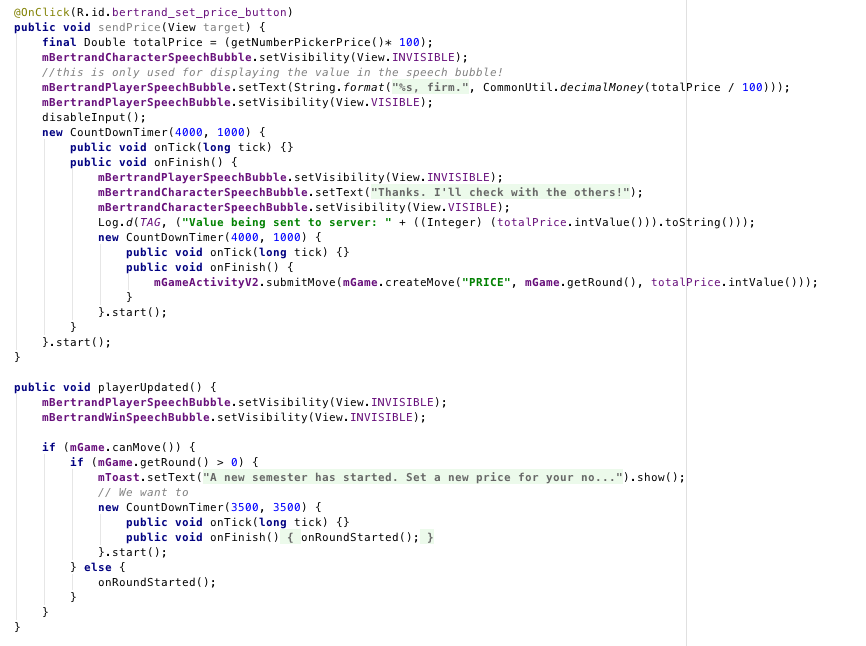 @OnClick(R.id.bertrand_set_price_button)
public void sendPrice(View target) {
    final Double totalPrice = (getNumberPickerPrice()* 100);
    mBertrandCharacterSpeechBubble.setVisibility(View.INVISIBLE);
    //this is only used for displaying the value in the speech bubble!
    mBertrandPlayerSpeechBubble.setText(String.format("%s, firm.", CommonUtil.decimalMoney(totalPrice / 100)));
    mBertrandPlayerSpeechBubble.setVisibility(View.VISIBLE);
    disableInput();
    new CountDownTimer(4000, 1000) {
        public void onTick(long tick) {}
        public void onFinish() {
            mBertrandPlayerSpeechBubble.setVisibility(View.INVISIBLE);
            mBertrandCharacterSpeechBubble.setText("Thanks. I'll check with the others!");
            mBertrandCharacterSpeechBubble.setVisibility(View.VISIBLE);
            Log.d(TAG, ("Value being sent to server: " + ((Integer) (totalPrice.intValue())).toString()));
            new CountDownTimer(4000, 1000) {
                public void onTick(long tick) {}
                public void onFinish() {
                    mGameActivityV2.submitMove(mGame.createMove("PRICE", mGame.getRound(), totalPrice.intValue()));
                }
            }.start();
        }
    }.start();
}
public void playerUpdated() {
    mBertrandPlayerSpeechBubble.setVisibility(View.INVISIBLE);
    mBertrandWinSpeechBubble.setVisibility(View.INVISIBLE);
    if (mGame.canMove()) {
        if (mGame.getRound() > 0) {
            mToast.setText("A new semester has started. Set a new price for your no...").show();
            // We want to
            new CountDownTimer(3500, 3500) {
                public void onTick(long tick) {}
                public void onFinish() { onRoundStarted(); }
            }.start();
        } else {
            onRoundStarted();
        }
    }
}